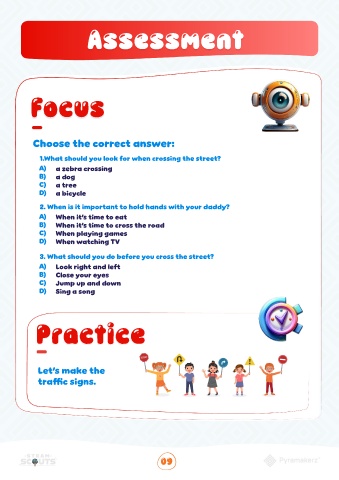 Assessment
Focus
Choose the correct answer:
1.What should you look for when crossing the street?
A) a zebra crossing
B) a dog
C) a tree
D) a bicycle
2. When is it important to hold hands with your daddy?
A) When it's time to eat
B) When it's time to cross the road
C) When playing games
D) When watching TV
3. What should you do before you cross the street?
A) Look right and left
B) Close your eyes
C) Jump up and down
D) Sing a song
Practice
Let's make the
traffic signs.
SCOUTS
09